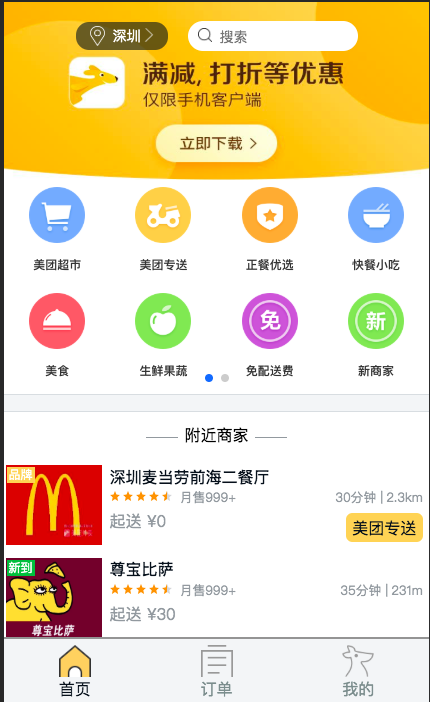 深圳
搜索
满减, 打折等优惠
仅限手机客户端
立即下载
美团超市
美团专送
正餐优选
快餐小吃
免
新
美食
生鲜果蔬
免配送费
新商家
附近商家
品牌
深圳麦当劳前海二餐厅
月售999+
30分钟 | 2.3km
起送 ¥0
美团专送
新到
尊宝比萨
尊宝比萨
月售999+
35分钟 | 231m
起送 ¥30
首页
订单
我的